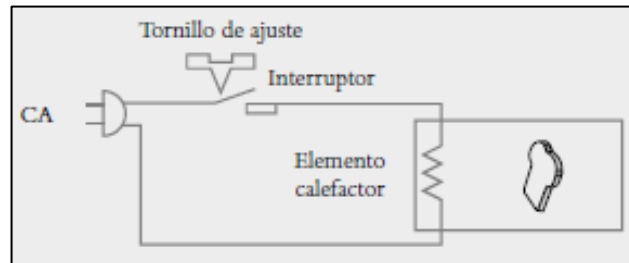 Tornillo de ajuste
Interruptor
CA
Elemento
calefactor